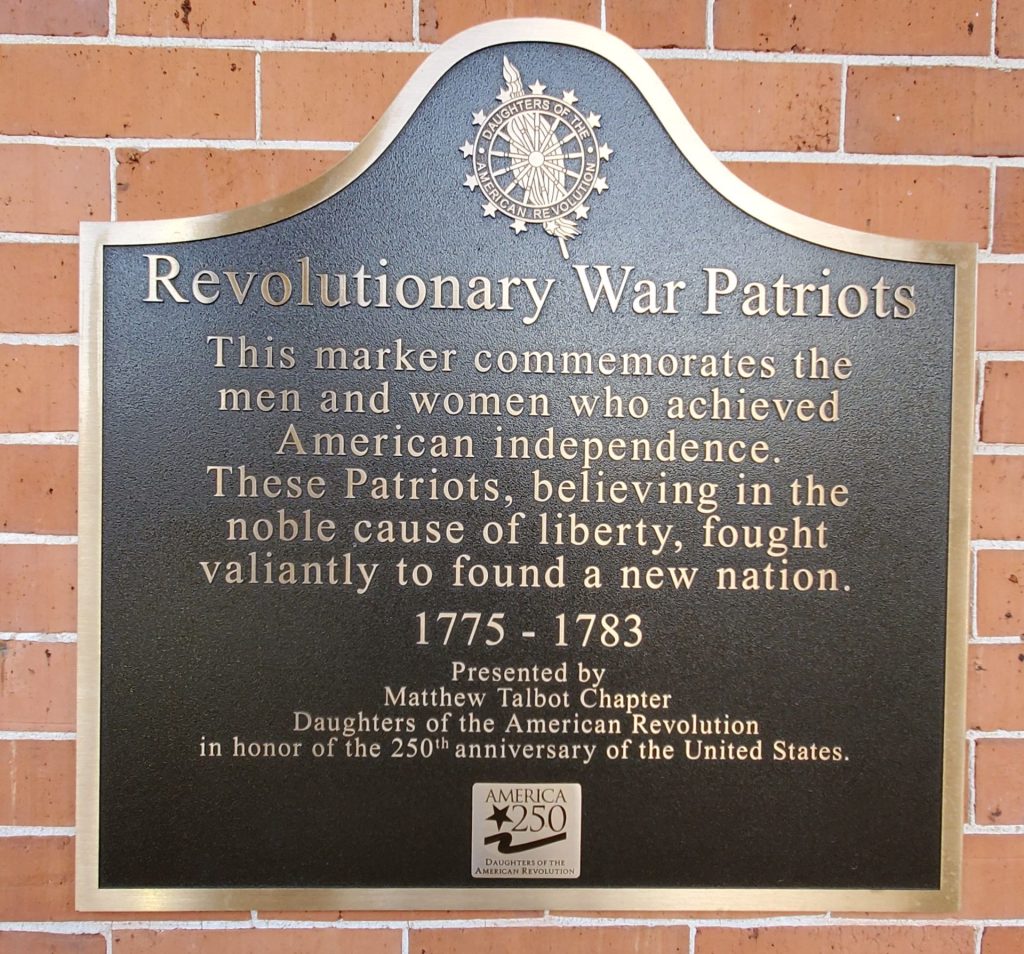 DAUGHTERS OF THE
AMERICAN REVOLUTION
Revolutionary War Patriots
This marker commemorates the
men and women who achieved
American independence.
These Patriots, believing in the
noble cause of liberty, fought
valiantly to found a new nation.
1775 - 1783
Presented by
Matthew Talbot Chapter
Daughters of the American Revolution
in honor of the 250th anniversary of the United States.
AMERICA
250
DAUGHTERS OF THE
AMERICAN REVOLUTION